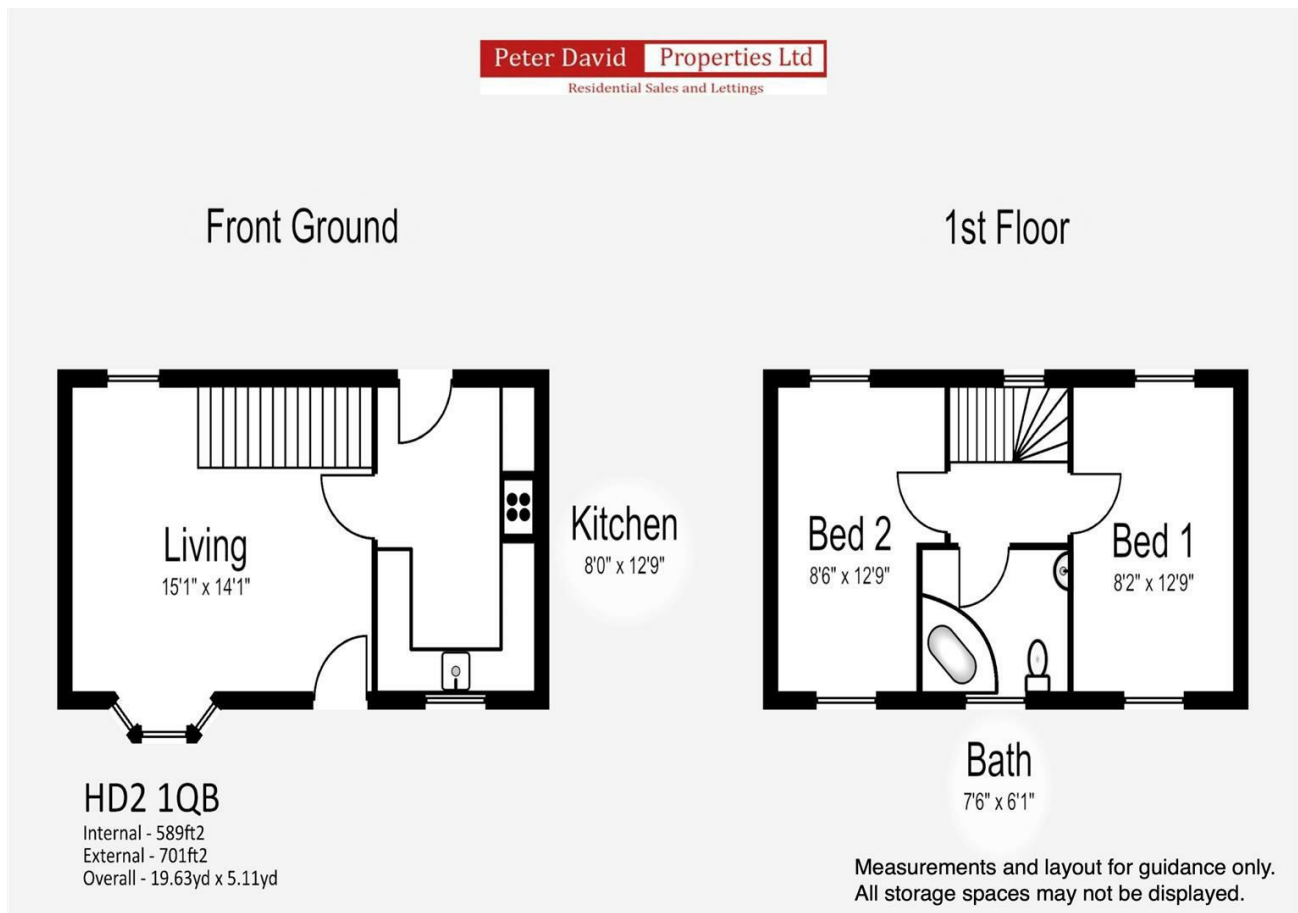 Peter David Properties Ltd
Residential Sales and Lettings
Front Ground
1st Floor
Living
15'1" x 14'1"
Kitchen
8'0" x 12'9"
Bed 2
8'6" x 12'9"
Bed 1
8'2" x 12'9"
Bath
7'6" x 6'1"
HD2 1QB
Internal - 589ft2
External - 701ft2
Overall - 19.63yd x 5.11yd
Measurements and layout for guidance only.
All storage spaces may not be displayed.